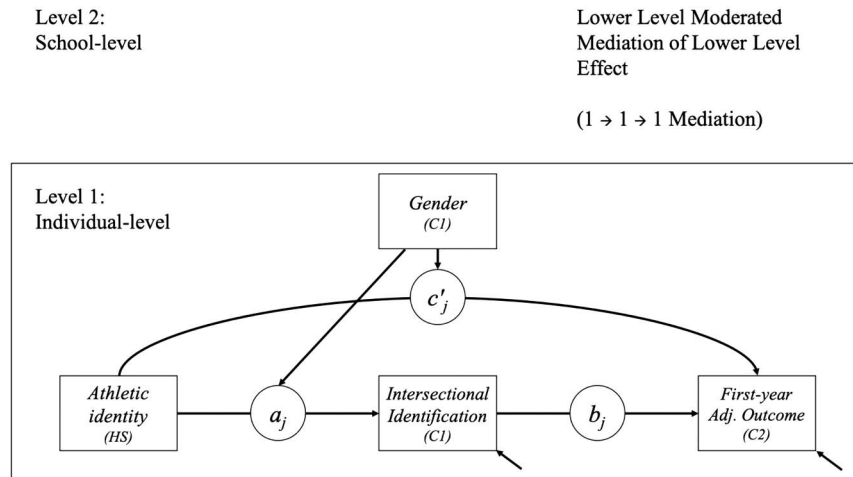 Level 2:
School-level
Lower Level Moderated
Mediation of Lower Level
Effect
(1 → 1 → 1 Mediation)
Level 1:
Individual-level
Gender
(C1)
c'j
Athletic
identity
(HS)
aj
Intersectional
Identification
(C1)
bj
First-year
Adj. Outcome
(C2)